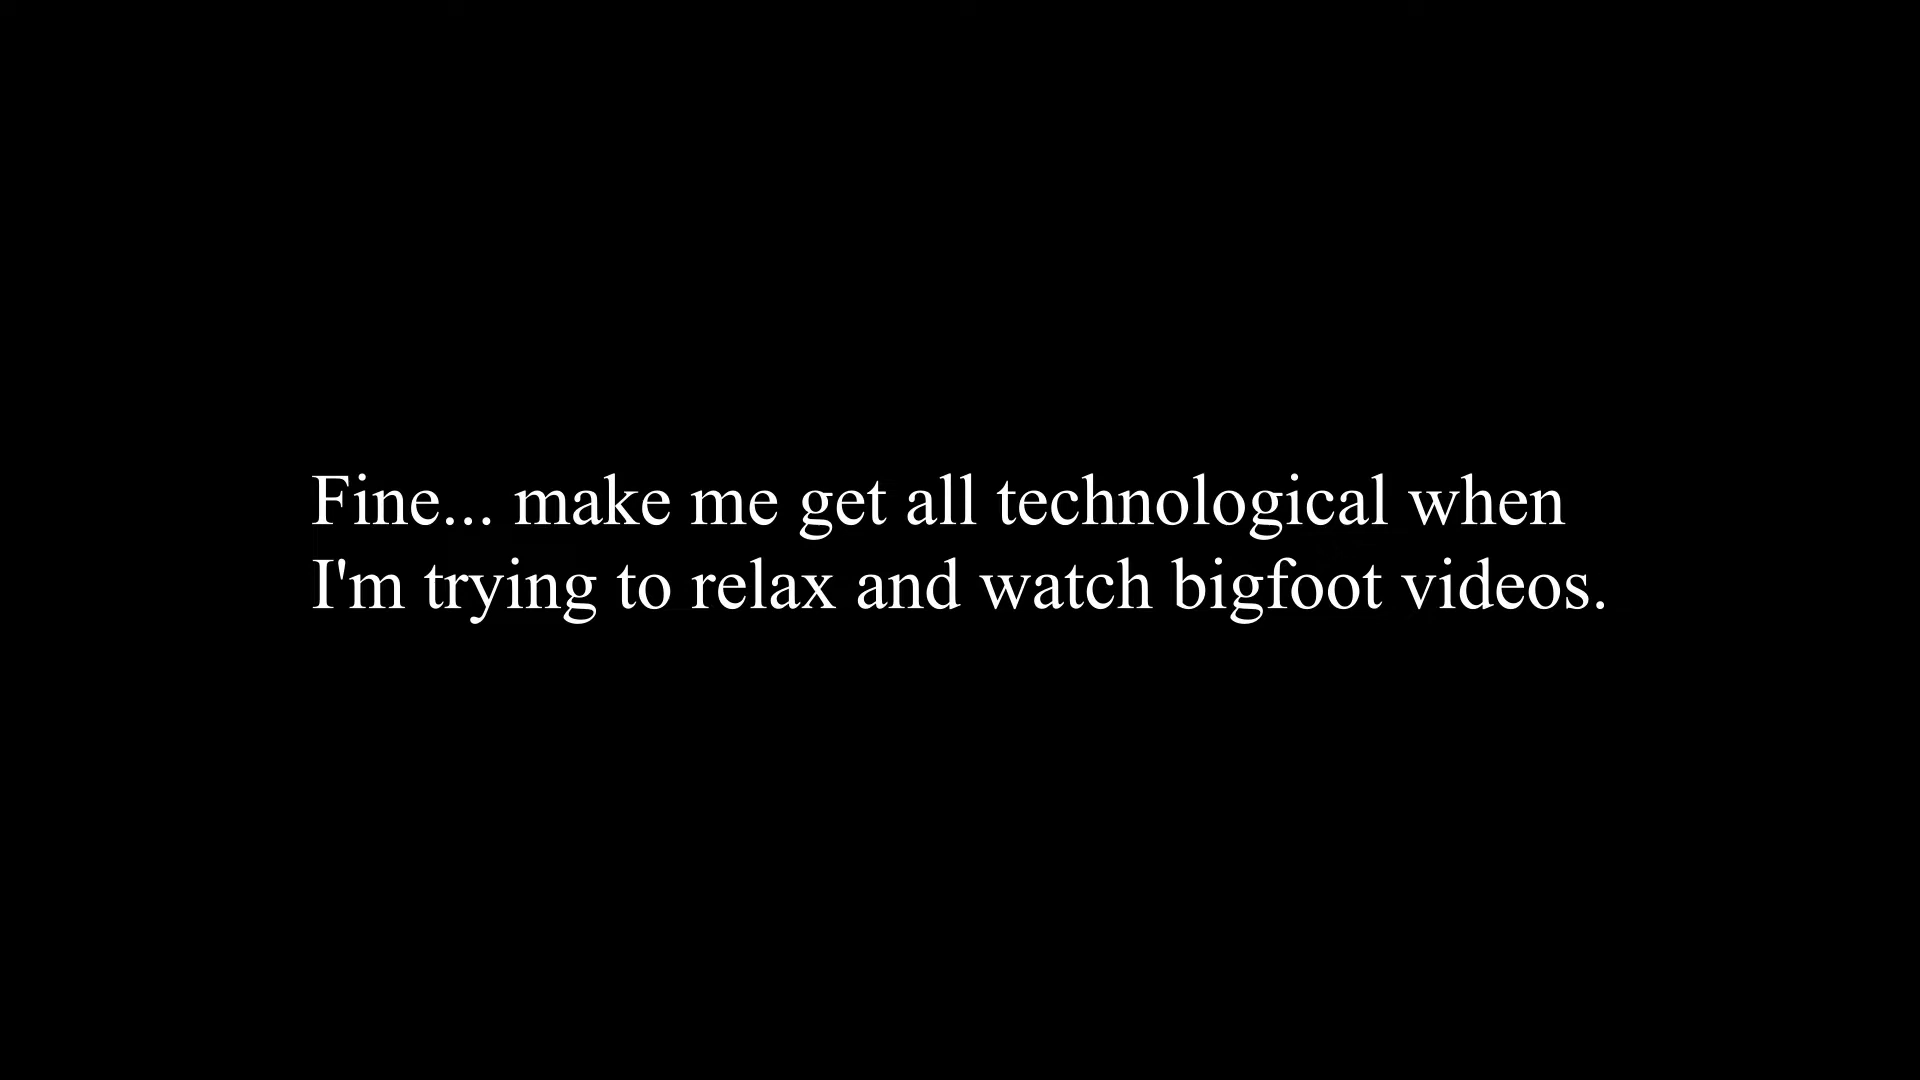 Fine... make me get all technological when
I'm trying to relax and watch bigfoot videos.